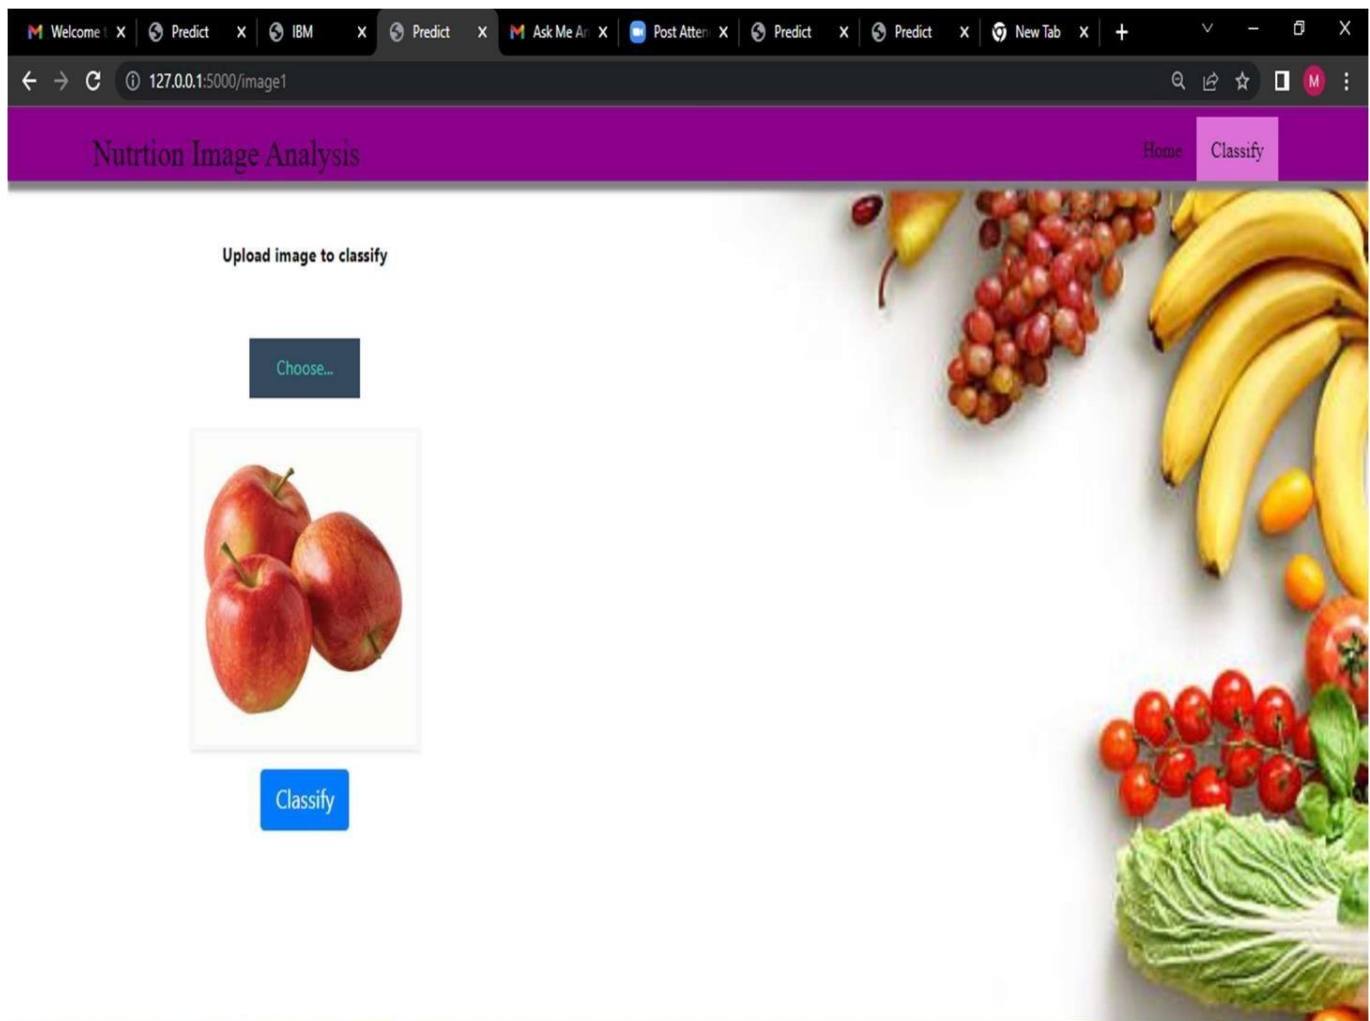 Welcome t Predict IBM Predict Ask Me An Post Atten Predict Predict New Tab
127.0.0.1:5000/image1 M
Nutrtion Image Analysis Home Classify
Upload image to classify
Choose...
Classify